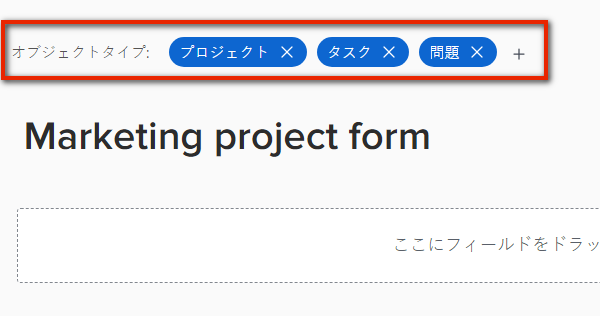 オブジェクトタイプ: プロジェクト × タスク × 問題 × +
Marketing project form
ここにフィールドをドラッ